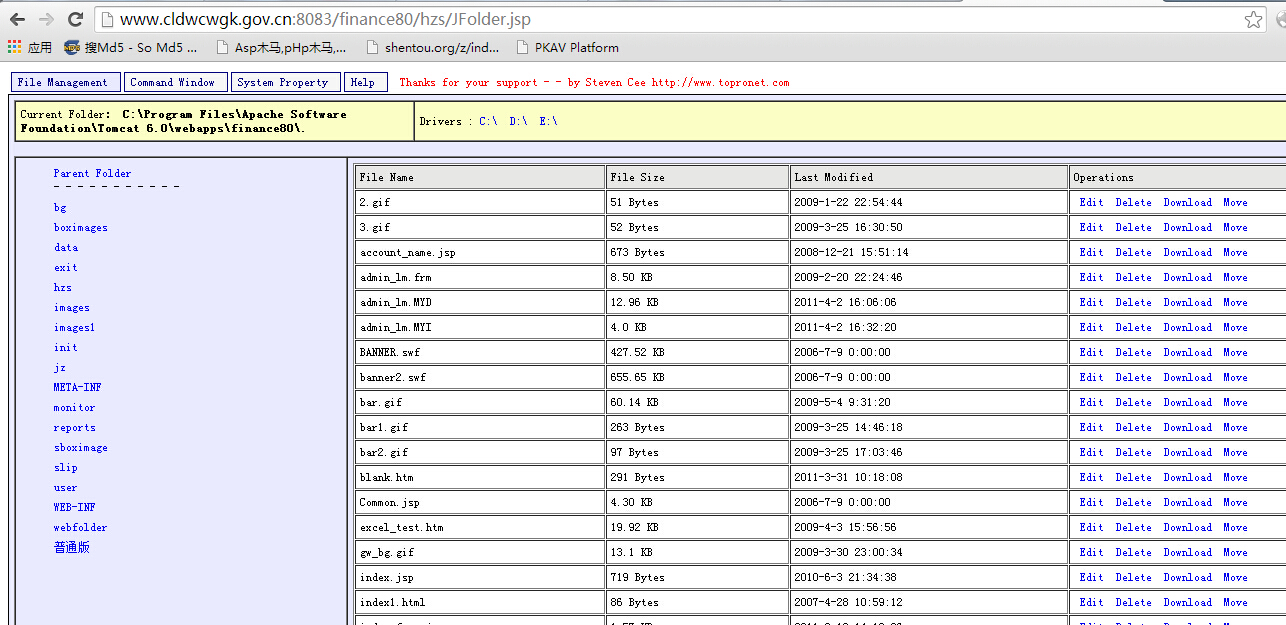 www.cldwcwgk.gov.cn:8083/finance80/hzs/JFolder.jsp
应用 搜Md5 - So Md5 ... Asp木马,pHp木马,... shentou.org/z/ind... PKAV Platform
File Management Command Window System Property Help Thanks for your support - - by Steven Cee http://www.topronet.com
Current Folder: C:\Program Files\Apache Software
Foundation\Tomcat 6.0\webapps\finance80\.
Drivers : C:\ D:\ E:\
Parent Folder
- - - - - - - - - - -
bg
boximages
data
exit
hzs
images
images1
init
jz
META-INF
monitor
reports
sboximage
slip
user
WEB-INF
webfolder
普通版
File Name File Size Last Modified Operations
2.gif 51 Bytes 2009-1-22 22:54:44 Edit Delete Download Move
3.gif 52 Bytes 2009-3-25 16:30:50 Edit Delete Download Move
account_name.jsp 673 Bytes 2008-12-21 15:51:14 Edit Delete Download Move
admin_lm.frm 8.50 KB 2009-2-20 22:24:46 Edit Delete Download Move
admin_lm.MYD 12.96 KB 2011-4-2 16:06:06 Edit Delete Download Move
admin_lm.MYI 4.0 KB 2011-4-2 16:32:20 Edit Delete Download Move
BANNER.swf 427.52 KB 2006-7-9 0:00:00 Edit Delete Download Move
banner2.swf 655.65 KB 2006-7-9 0:00:00 Edit Delete Download Move
bar.gif 60.14 KB 2009-5-4 9:31:20 Edit Delete Download Move
bar1.gif 263 Bytes 2009-3-25 14:46:18 Edit Delete Download Move
bar2.gif 97 Bytes 2009-3-25 17:03:46 Edit Delete Download Move
blank.htm 291 Bytes 2011-3-31 10:18:08 Edit Delete Download Move
Common.jsp 4.30 KB 2006-7-9 0:00:00 Edit Delete Download Move
excel_test.htm 19.92 KB 2009-4-3 15:56:56 Edit Delete Download Move
gw_bg.gif 13.1 KB 2009-3-30 23:00:34 Edit Delete Download Move
index.jsp 719 Bytes 2010-6-3 21:34:38 Edit Delete Download Move
index1.html 86 Bytes 2007-4-28 10:59:12 Edit Delete Download Move